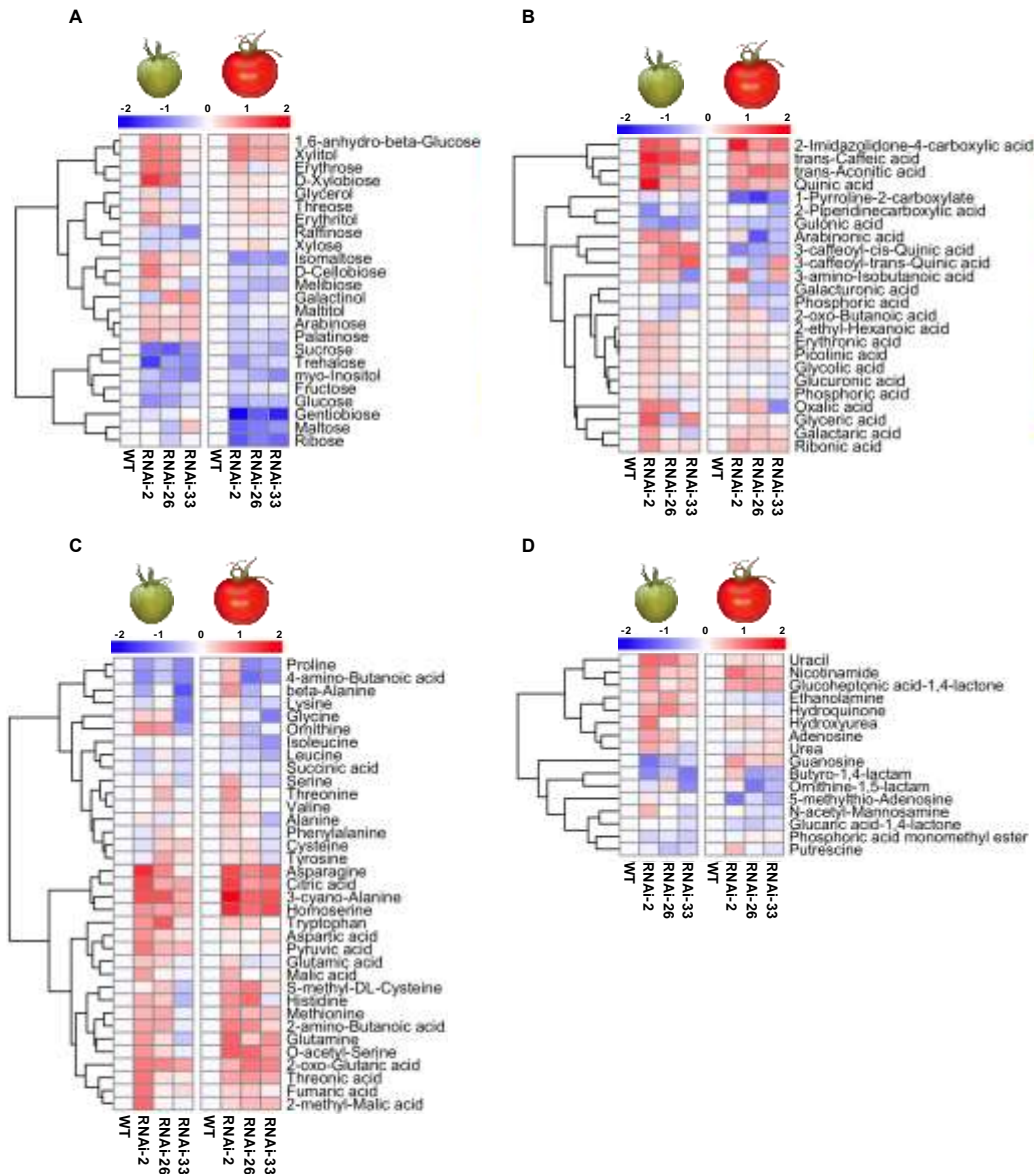 A
-2 -1 0 1 2
1,6-anhydro-beta-Glucose
Xylitol
Erythrose
D-Xylobiose
Glycerol
Threose
Erythritol
Raffinose
Xylose
Isomaltose
D-Cellobiose
Melibiose
Galactinol
Maltitol
Arabinose
Palatinose
Sucrose
Trehalose
myo-Inositol
Fructose
Glucose
Gentiobiose
Maltose
Ribose
WT RNAi-2 RNAi-26 RNAi-33 WT RNAi-2 RNAi-26 RNAi-33
B
-2 -1 0 1 2
2-Imidazolidone-4-carboxylic acid
trans-Caffeic acid
trans-Aconitic acid
Quinic acid
1-Pyrroline-2-carboxylate
2-Piperidinecarboxylic acid
Gulonic acid
Arabinonic acid
3-caffeoyl-cis-Quinic acid
3-caffeoyl-trans-Quinic acid
3-amino-Isobutanoic acid
Galacturonic acid
Phosphoric acid
2-oxo-Butanoic acid
2-ethyl-Hexanoic acid
Erythronic acid
Picolinic acid
Glycolic acid
Glucuronic acid
Phosphoric acid
Oxalic acid
Glyceric acid
Galactaric acid
Ribonic acid
WT RNAi-2 RNAi-26 RNAi-33 WT RNAi-2 RNAi-26 RNAi-33
C
-2 -1 0 1 2
Proline
4-amino-Butanoic acid
beta-Alanine
Lysine
Glycine
Ornithine
Isoleucine
Leucine
Succinic acid
Serine
Threonine
Valine
Alanine
Phenylalanine
Cysteine
Tyrosine
Asparagine
Citric acid
3-cyano-Alanine
Homoserine
Tryptophan
Aspartic acid
Pyruvic acid
Glutamic acid
Malic acid
S-methyl-DL-Cysteine
Histidine
Methionine
2-amino-Butanoic acid
Glutamine
O-acetyl-Serine
2-oxo-Glutaric acid
Threonic acid
Fumaric acid
2-methyl-Malic acid
WT RNAi-2 RNAi-26 RNAi-33 WT RNAi-2 RNAi-26 RNAi-33
D
-2 -1 0 1 2
Uracil
Nicotinamide
Glucoheptonic acid-1,4-lactone
Ethanolamine
Hydroquinone
Hydroxyurea
Adenosine
Urea
Guanosine
Butyro-1,4-lactam
Ornithine-1,5-lactam
5-methylthio-Adenosine
N-acetyl-Mannosamine
Glucaric acid-1,4-lactone
Phosphoric acid monomethyl ester
Putrescine
WT RNAi-2 RNAi-26 RNAi-33 WT RNAi-2 RNAi-26 RNAi-33